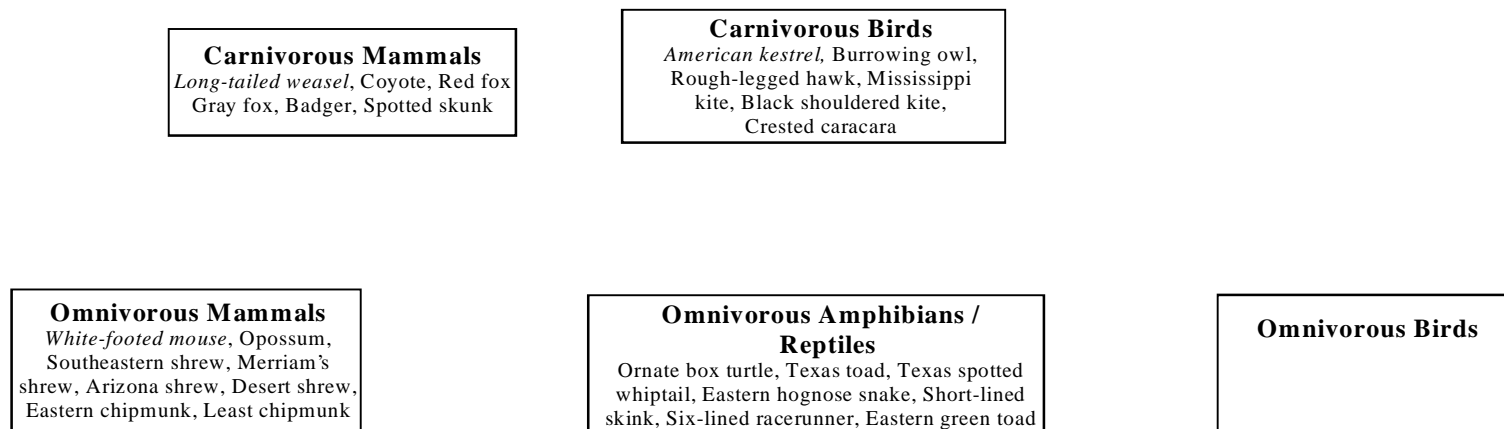 Carnivorous Mammals
Long-tailed weasel, Coyote, Red fox
Gray fox, Badger, Spotted skunk
Carnivorous Birds
American kestrel, Burrowing owl,
Rough-legged hawk, Mississippi
kite, Black shouldered kite,
Crested caracara
Omnivorous Mammals
White-footed mouse, Opossum,
Southeastern shrew, Merriam's
shrew, Arizona shrew, Desert shrew,
Eastern chipmunk, Least chipmunk
Omnivorous Amphibians /
Reptiles
Ornate box turtle, Texas toad, Texas spotted
whiptail, Eastern hognose snake, Short-lined
skink, Six-lined racerunner, Eastern green toad
Omnivorous Birds